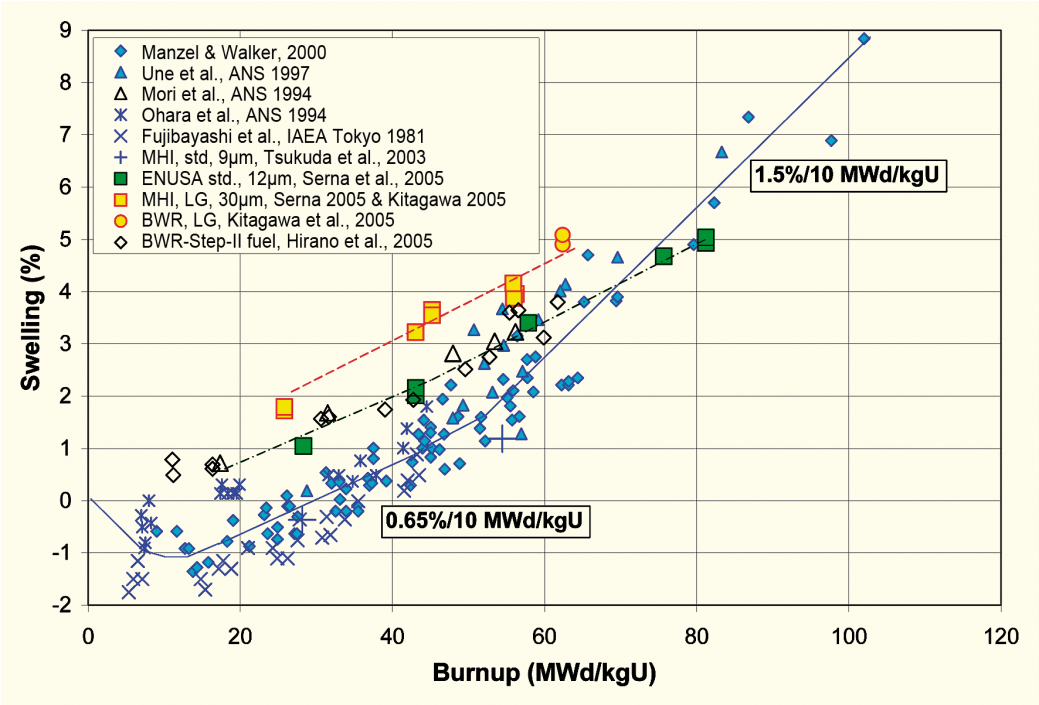 9
8
7
6
5
4
3
2
1
0
-1
-2
Swelling (%)
Manzel & Walker, 2000
Une et al., ANS 1997
Mori et al., ANS 1994
Ohara et al., ANS 1994
Fujibayashi et al., IAEA Tokyo 1981
MHI, std, 9µm, Tsukuda et al., 2003
ENUSA std., 12µm, Serna et al., 2005
MHI, LG, 30µm, Serna 2005 & Kitagawa 2005
BWR, LG, Kitagawa et al., 2005
BWR-Step-II fuel, Hirano et al., 2005
1.5%/10 MWd/kgU
0.65%/10 MWd/kgU
0 20 40 60 80 100 120
Burnup (MWd/kgU)